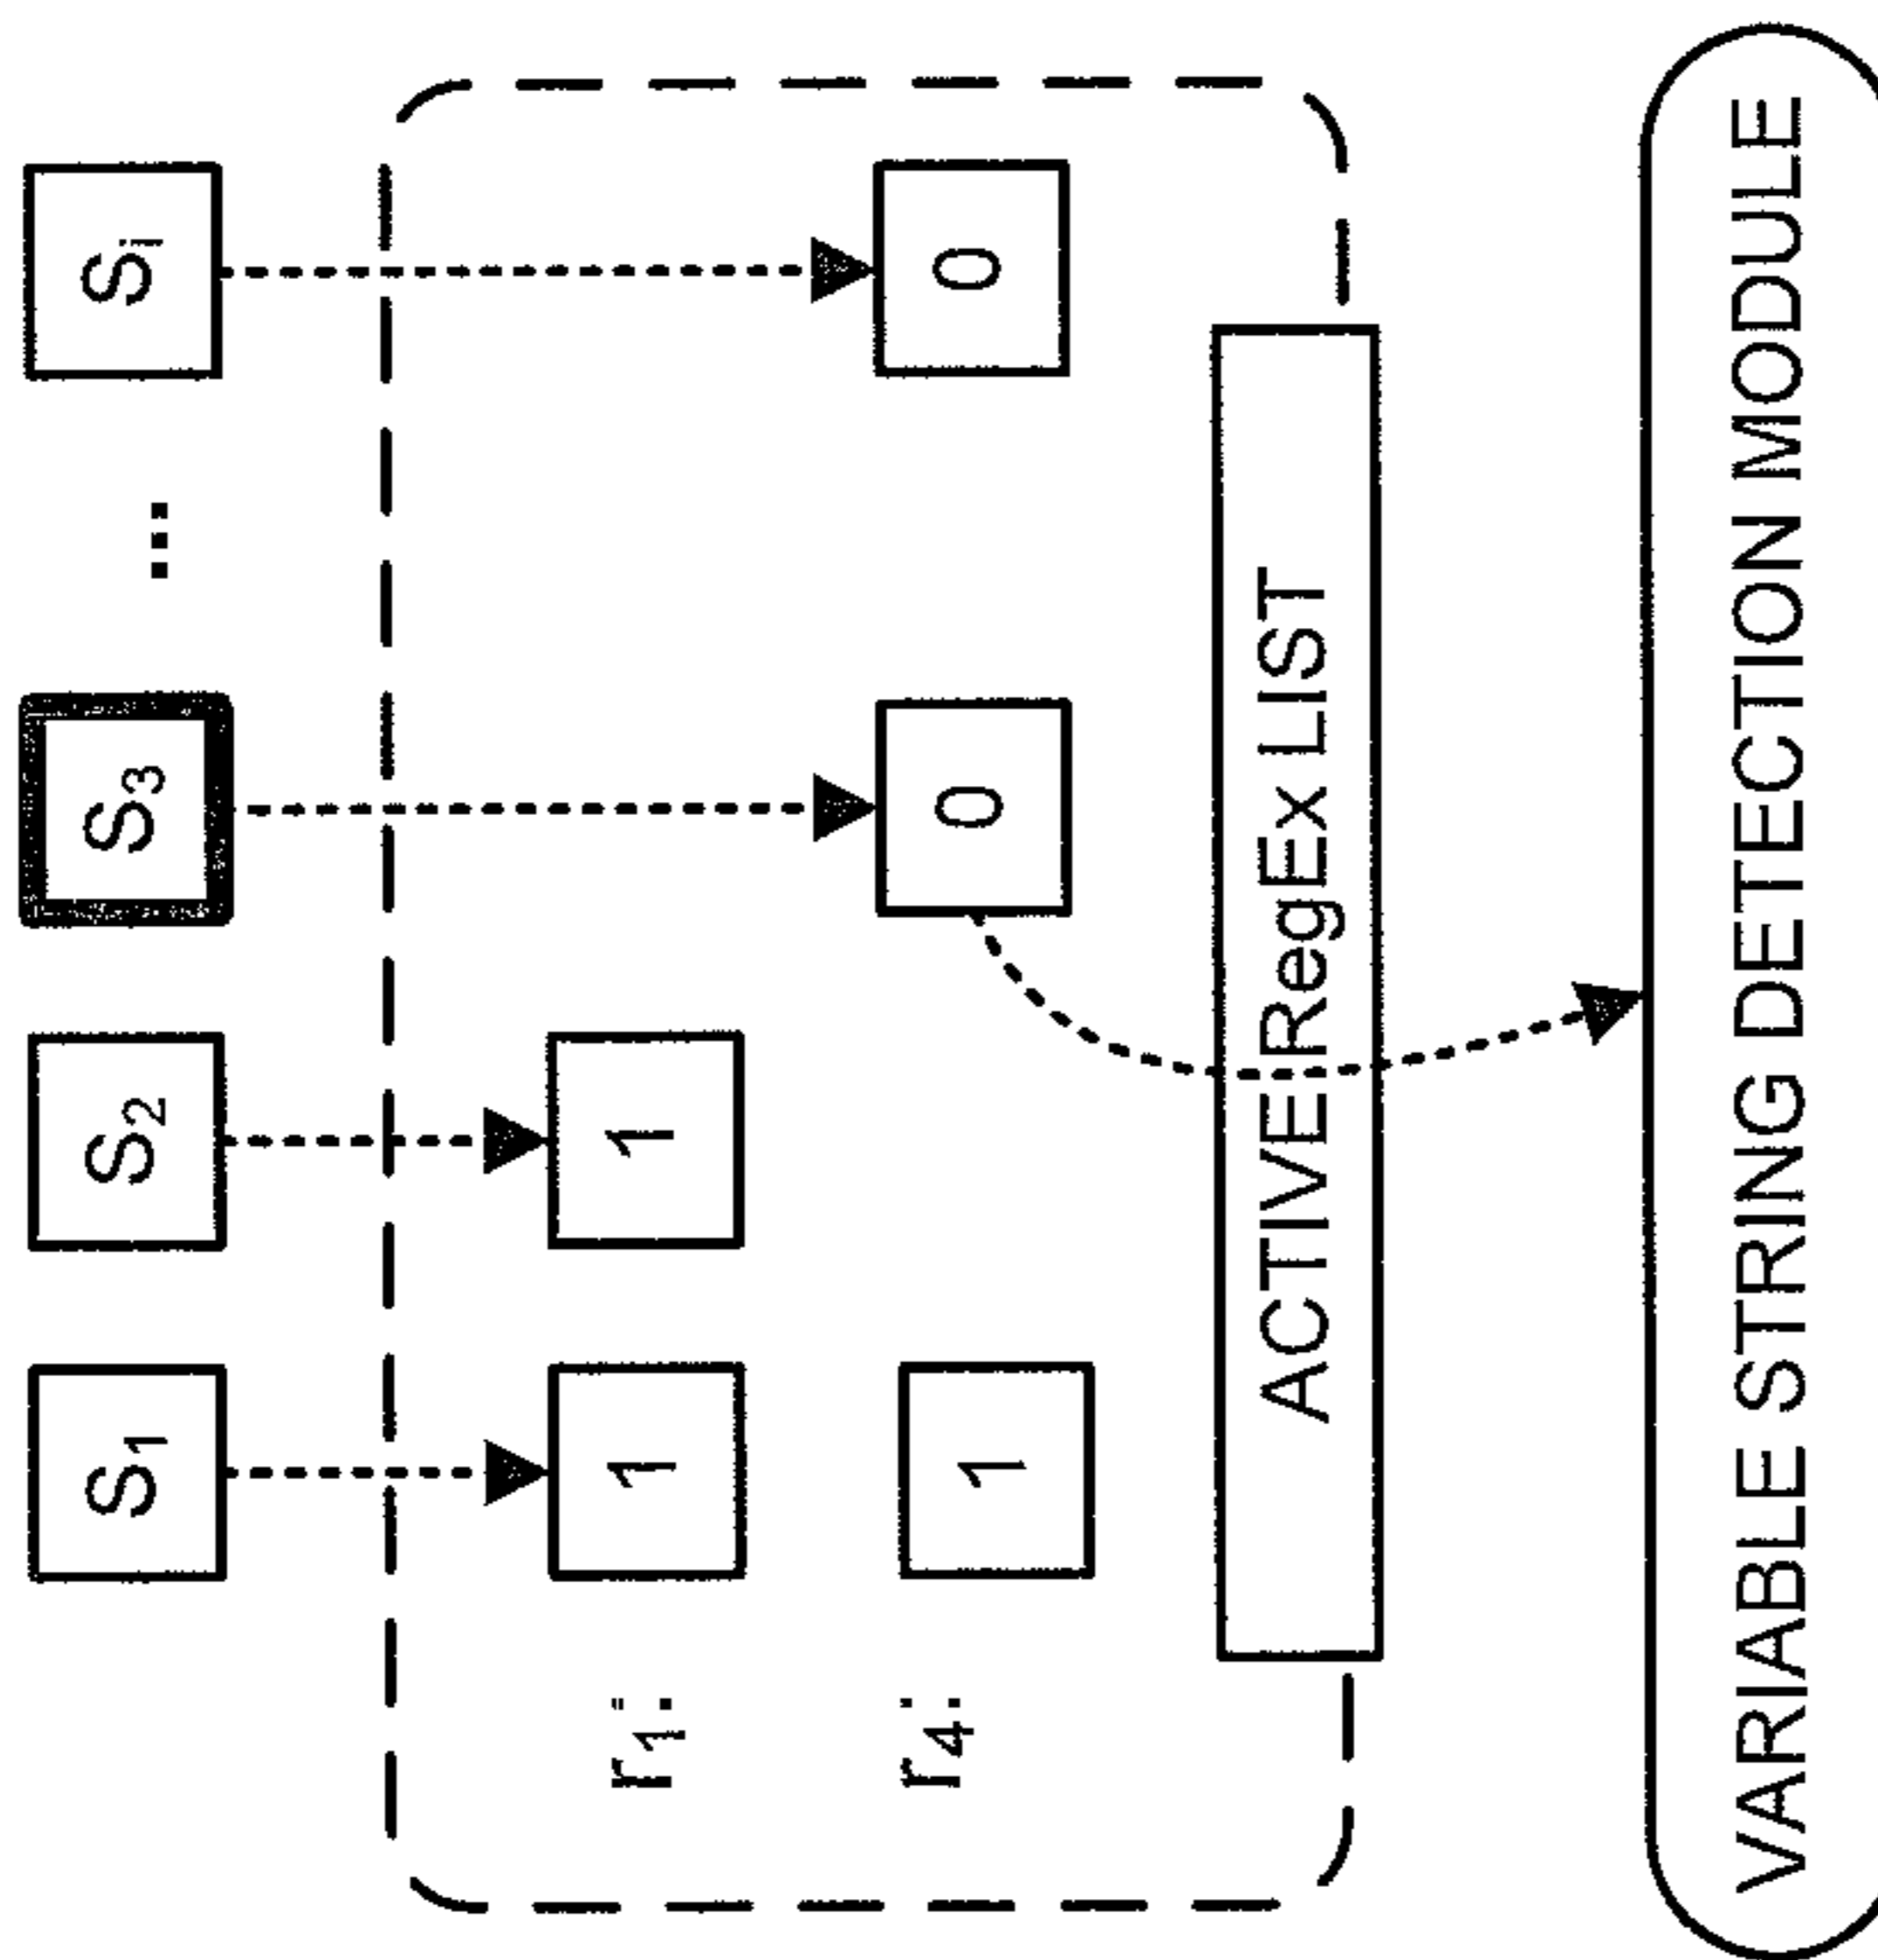 S₁ S₂ S₃ ... Sᵢ
r₁: 1 1
r₄: 1 0 0
ACTIVE RegEx LIST
VARIABLE STRING DETECTION MODULE